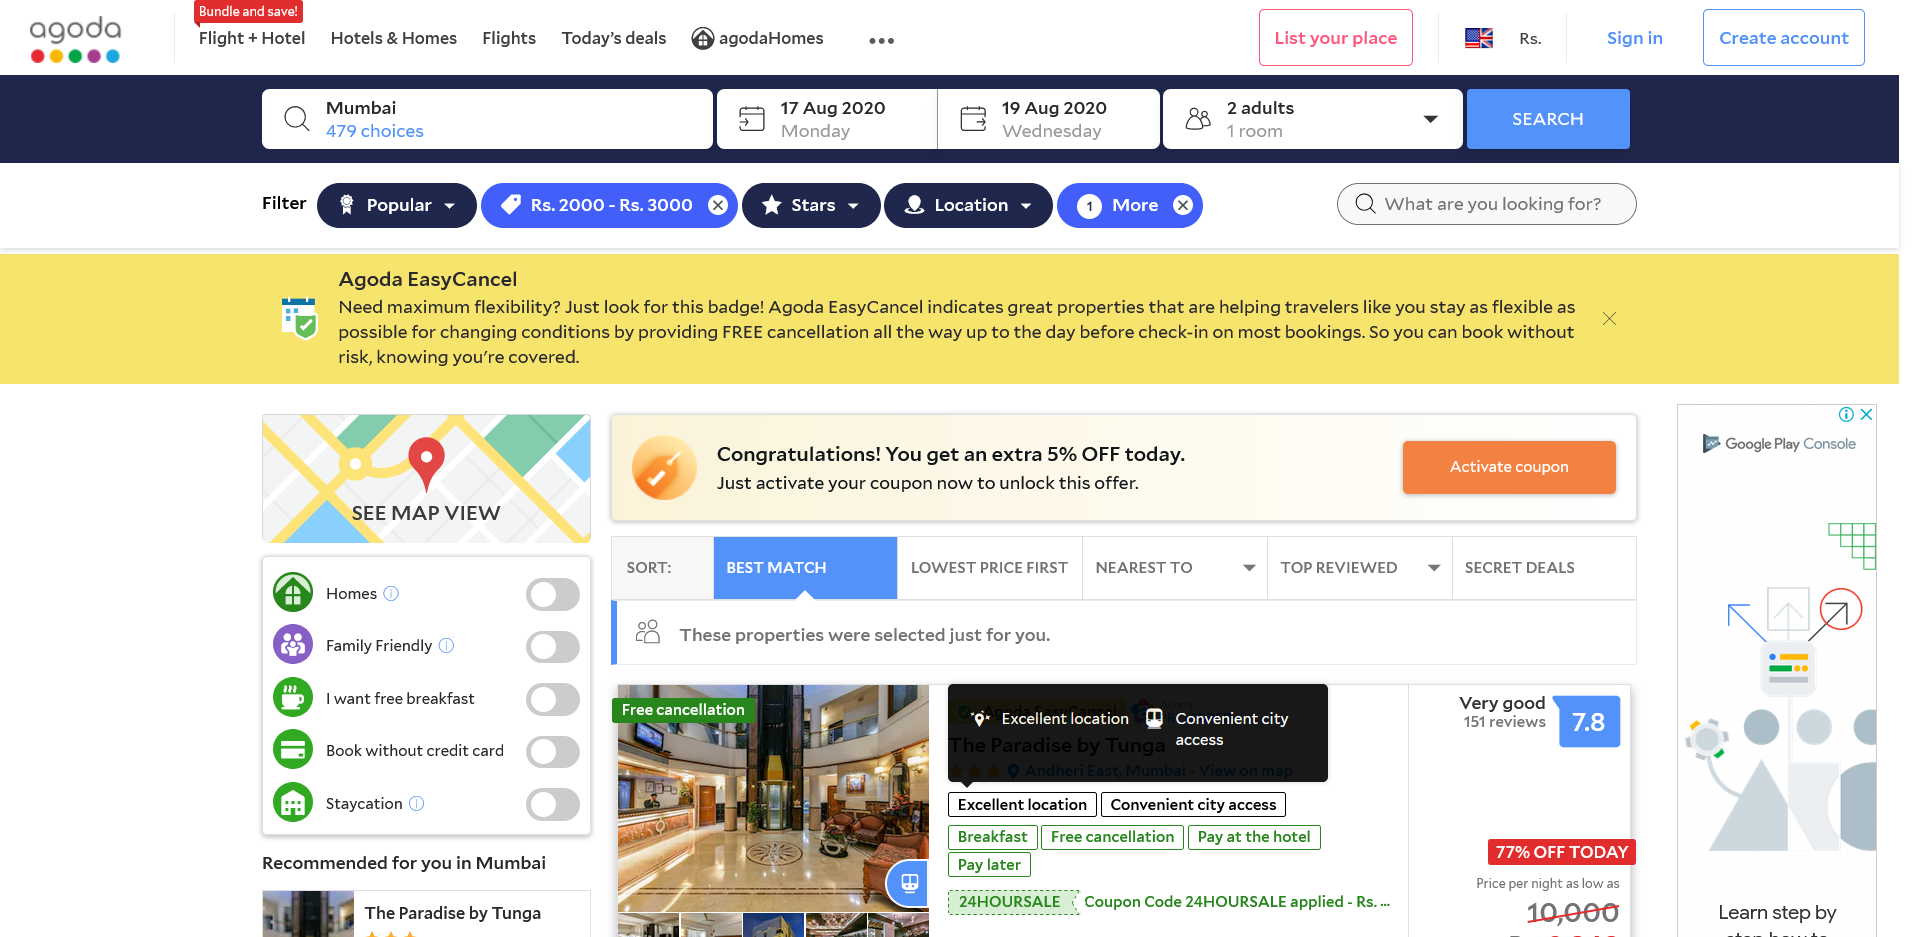 Bundle and save!
agoda
Flight + Hotel
Hotels & Homes
Flights
Today's deals
agodaHomes
List your place
Rs.
Sign in
Create account
Mumbai
479 choices
17 Aug 2020
Monday
19 Aug 2020
Wednesday
2 adults
1 room
SEARCH
Filter
Popular
Rs. 2000 - Rs. 3000
Stars
Location
1 More
What are you looking for?
Agoda EasyCancel
Need maximum flexibility? Just look for this badge! Agoda EasyCancel indicates great properties that are helping travelers like you stay as flexible as
possible for changing conditions by providing FREE cancellation all the way up to the day before check-in on most bookings. So you can book without
risk, knowing you're covered.
SEE MAP VIEW
Congratulations! You get an extra 5% OFF today.
Just activate your coupon now to unlock this offer.
Activate coupon
Google Play Console
SORT:
BEST MATCH
LOWEST PRICE FIRST
NEAREST TO
TOP REVIEWED
SECRET DEALS
These properties were selected just for you.
Homes
Family Friendly
I want free breakfast
Book without credit card
Staycation
Recommended for you in Mumbai
The Paradise by Tunga
Free cancellation
Agoda EasyCancel
Excellent location
Convenient city
access
The Paradise by Tunga
Andheri East, Mumbai - View on map
Excellent location
Convenient city access
Breakfast
Free cancellation
Pay at the hotel
Pay later
24HOURSALE
Coupon Code 24HOURSALE applied - Rs. ...
Very good
151 reviews
7.8
77% OFF TODAY
Price per night as low as
10,000
Learn step by